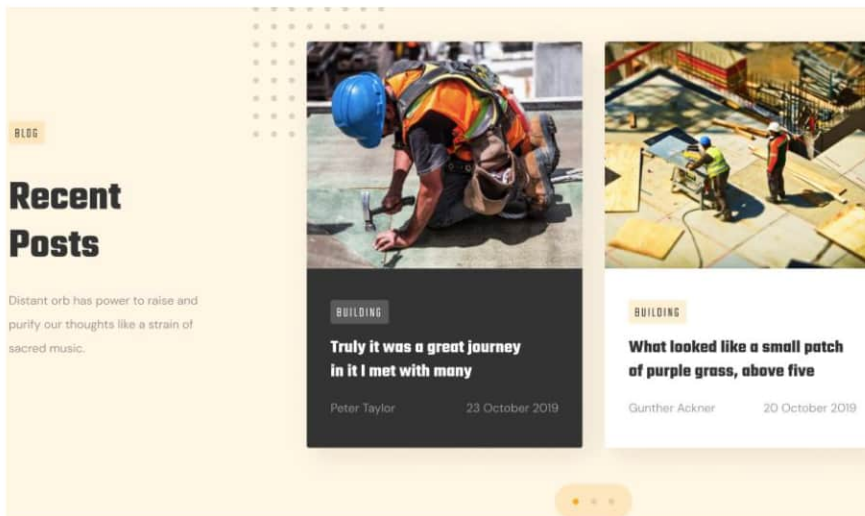 BLOG
Recent
Posts
Distant orb has power to raise and
purify our thoughts like a strain of
sacred music.
BUILDING
Truly it was a great journey
in it I met with many
Peter Taylor
23 October 2019
BUILDING
What looked like a small patch
of purple grass, above five
Gunther Ackner
20 October 2019